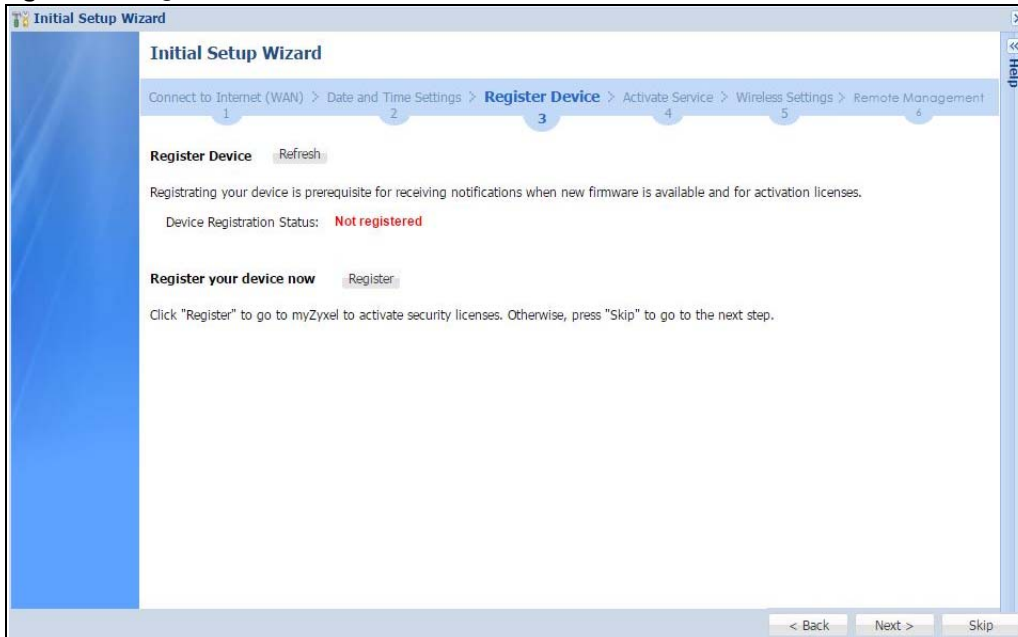 Initial Setup Wizard
Help
Initial Setup Wizard
Connect to Internet (WAN) > Date and Time Settings > Register Device > Activate Service > Wireless Settings > Remote Management
1 2 3 4 5 6
Register Device Refresh
Registrating your device is prerequisite for receiving notifications when new firmware is available and for activation licenses.
Device Registration Status: Not registered
Register your device now Register
Click "Register" to go to myZyxel to activate security licenses. Otherwise, press "Skip" to go to the next step.
< Back Next > Skip